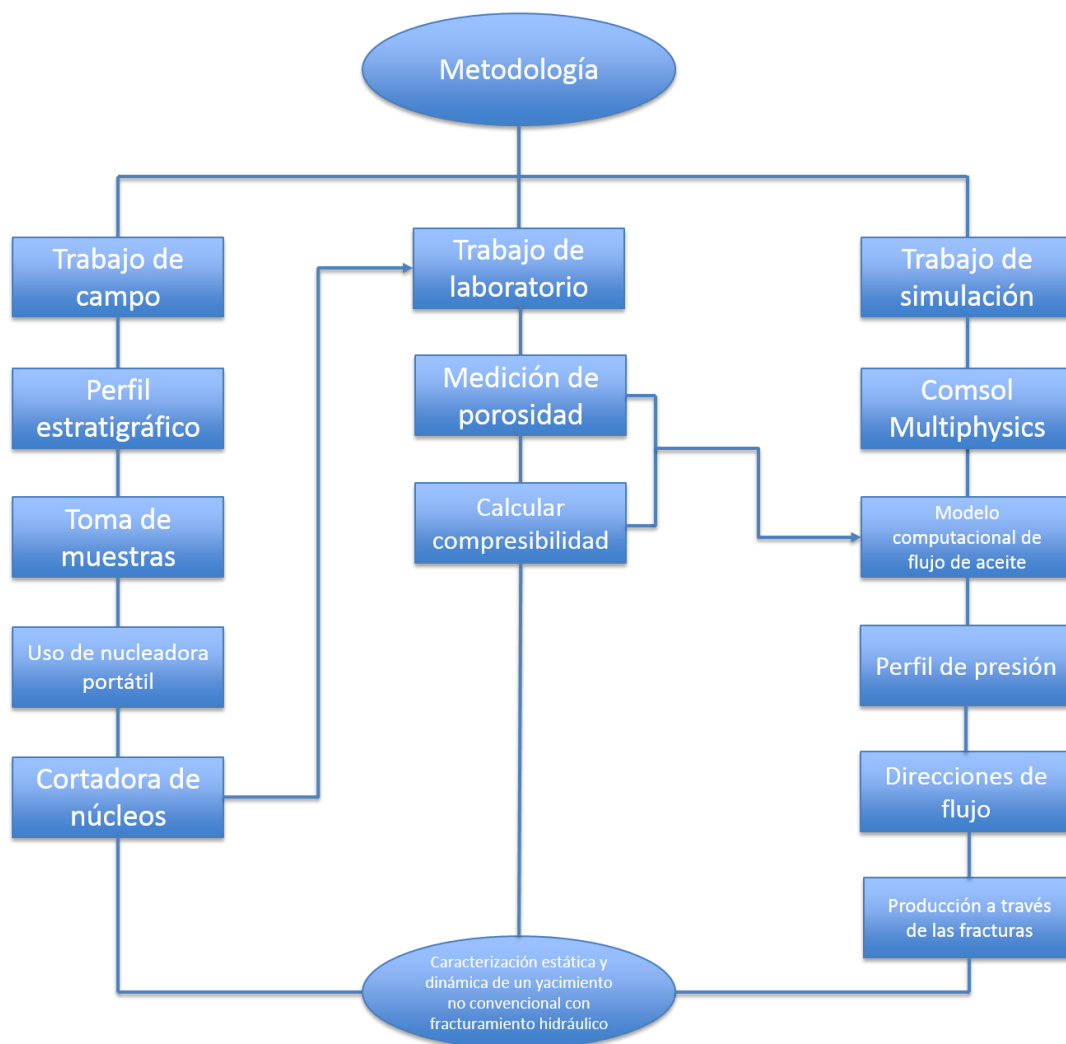 Metodología
Trabajo de
campo
Perfil
estratigráfico
Toma de
muestras
Uso de nucleadora
portátil
Cortadora de
núcleos
Trabajo de
laboratorio
Medición de
porosidad
Calcular
compresibilidad
Trabajo de
simulación
Comsol
Multiphysics
Modelo
computacional de
flujo de aceite
Perfil de presión
Direcciones de
flujo
Producción a través
de las fracturas
Caracterización estática y
dinámica de un yacimiento
no convencional con
fracturamiento hidráulico